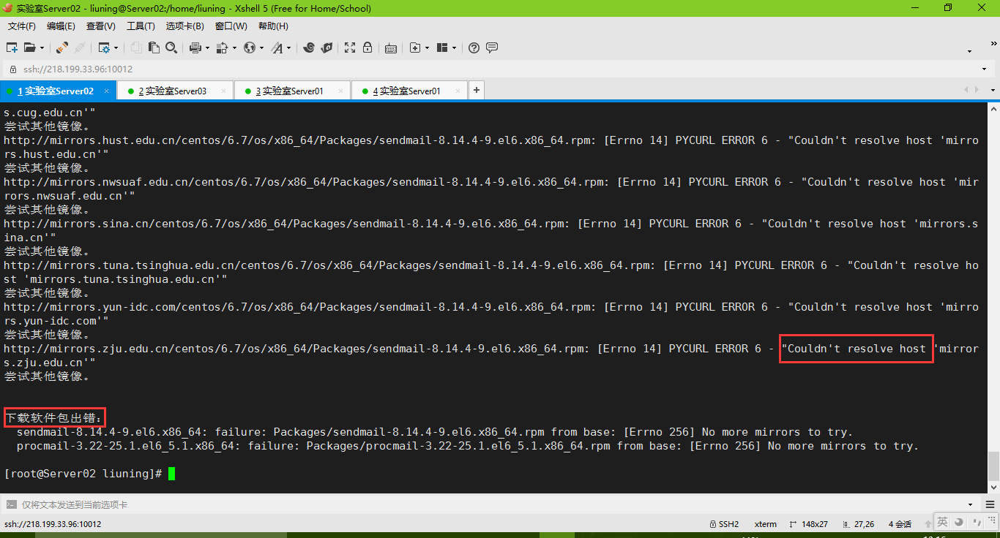 实验室Server02 - liuning@Server02:/home/liuning - Xshell 5 (Free for Home/School)
文件(F) 编辑(E) 查看(V) 工具(T) 选项卡(B) 窗口(W) 帮助(H)
ssh://218.199.33.96:10012
1 实验室Server02 × 2 实验室Server03 × 3 实验室Server01 × 4 实验室Server01 × +
s.cug.edu.cn'"
尝试其他镜像。
http://mirrors.hust.edu.cn/centos/6.7/os/x86_64/Packages/sendmail-8.14.4-9.el6.x86_64.rpm: [Errno 14] PYCURL ERROR 6 - "Couldn't resolve host 'mirro
rs.hust.edu.cn'"
尝试其他镜像。
http://mirrors.nwsuaf.edu.cn/centos/6.7/os/x86_64/Packages/sendmail-8.14.4-9.el6.x86_64.rpm: [Errno 14] PYCURL ERROR 6 - "Couldn't resolve host 'mir
rors.nwsuaf.edu.cn'"
尝试其他镜像。
http://mirrors.sina.cn/centos/6.7/os/x86_64/Packages/sendmail-8.14.4-9.el6.x86_64.rpm: [Errno 14] PYCURL ERROR 6 - "Couldn't resolve host 'mirrors.s
ina.cn'"
尝试其他镜像。
http://mirrors.tuna.tsinghua.edu.cn/centos/6.7/os/x86_64/Packages/sendmail-8.14.4-9.el6.x86_64.rpm: [Errno 14] PYCURL ERROR 6 - "Couldn't resolve ho
st 'mirrors.tuna.tsinghua.edu.cn'"
尝试其他镜像。
http://mirrors.yun-idc.com/centos/6.7/os/x86_64/Packages/sendmail-8.14.4-9.el6.x86_64.rpm: [Errno 14] PYCURL ERROR 6 - "Couldn't resolve host 'mirro
rs.yun-idc.com'"
尝试其他镜像。
http://mirrors.zju.edu.cn/centos/6.7/os/x86_64/Packages/sendmail-8.14.4-9.el6.x86_64.rpm: [Errno 14] PYCURL ERROR 6 - "Couldn't resolve host 'mirror
s.zju.edu.cn'"
尝试其他镜像。
下载软件包出错：
sendmail-8.14.4-9.el6.x86_64: failure: Packages/sendmail-8.14.4-9.el6.x86_64.rpm from base: [Errno 256] No more mirrors to try.
procmail-3.22-25.1.el6_5.1.x86_64: failure: Packages/procmail-3.22-25.1.el6_5.1.x86_64.rpm from base: [Errno 256] No more mirrors to try.
[root@Server02 liuning]#
仅将文本发送到当前选项卡
ssh://218.199.33.96:10012 SSH2 xterm 148x27 27,26 4 会话 英